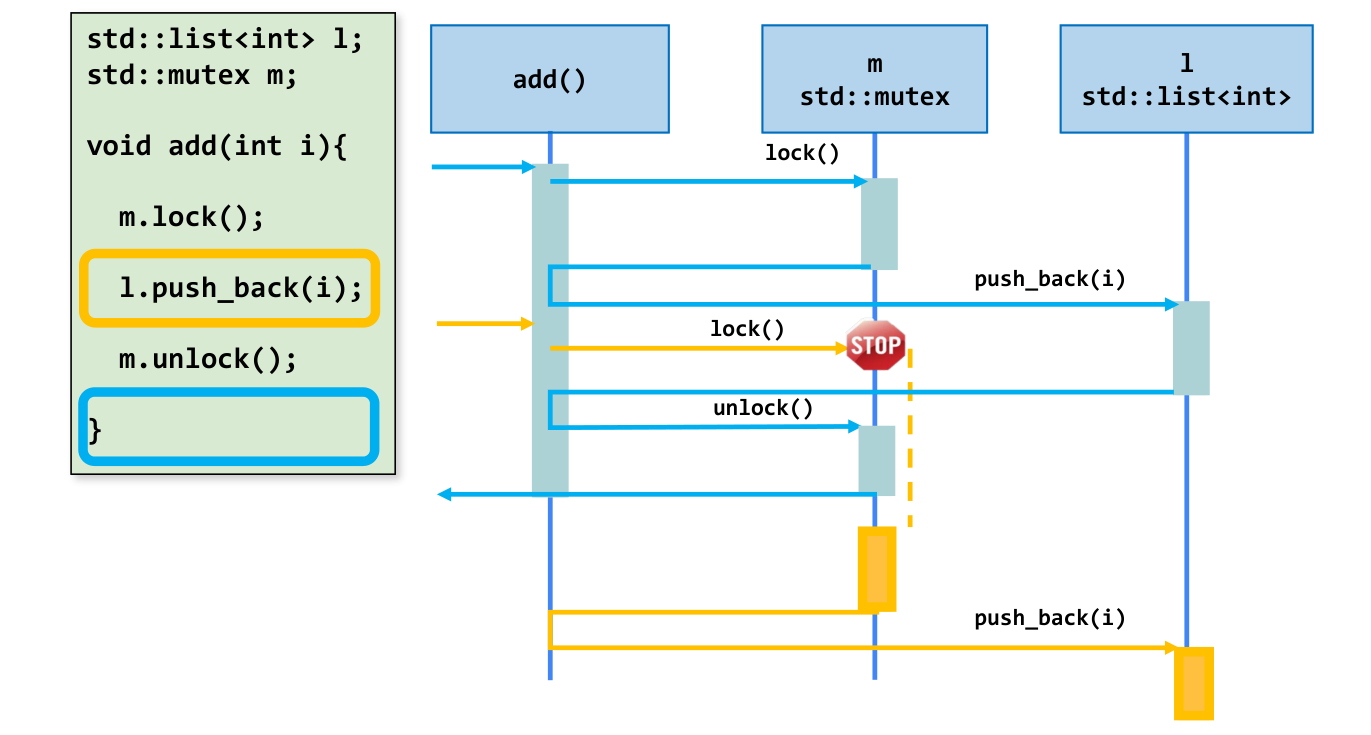 std::list<int> l;
std::mutex m;
void add(int i){
m.lock();
l.push_back(i);
m.unlock();
}
add()
m
std::mutex
l
std::list<int>
lock()
push_back(i)
lock()
STOP
unlock()
push_back(i)